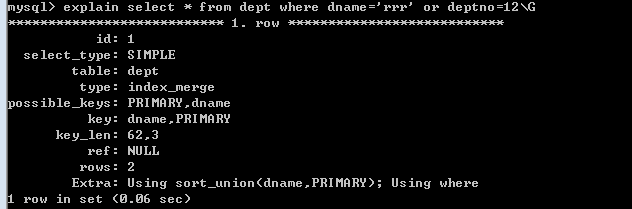 mysql> explain select * from dept where dname='rrr' or deptno=12\G
*************************** 1. row ***************************
id: 1
select_type: SIMPLE
table: dept
type: index_merge
possible_keys: PRIMARY,dname
key: dname,PRIMARY
key_len: 62,3
ref: NULL
rows: 2
Extra: Using sort_union(dname,PRIMARY); Using where
1 row in set (0.06 sec)